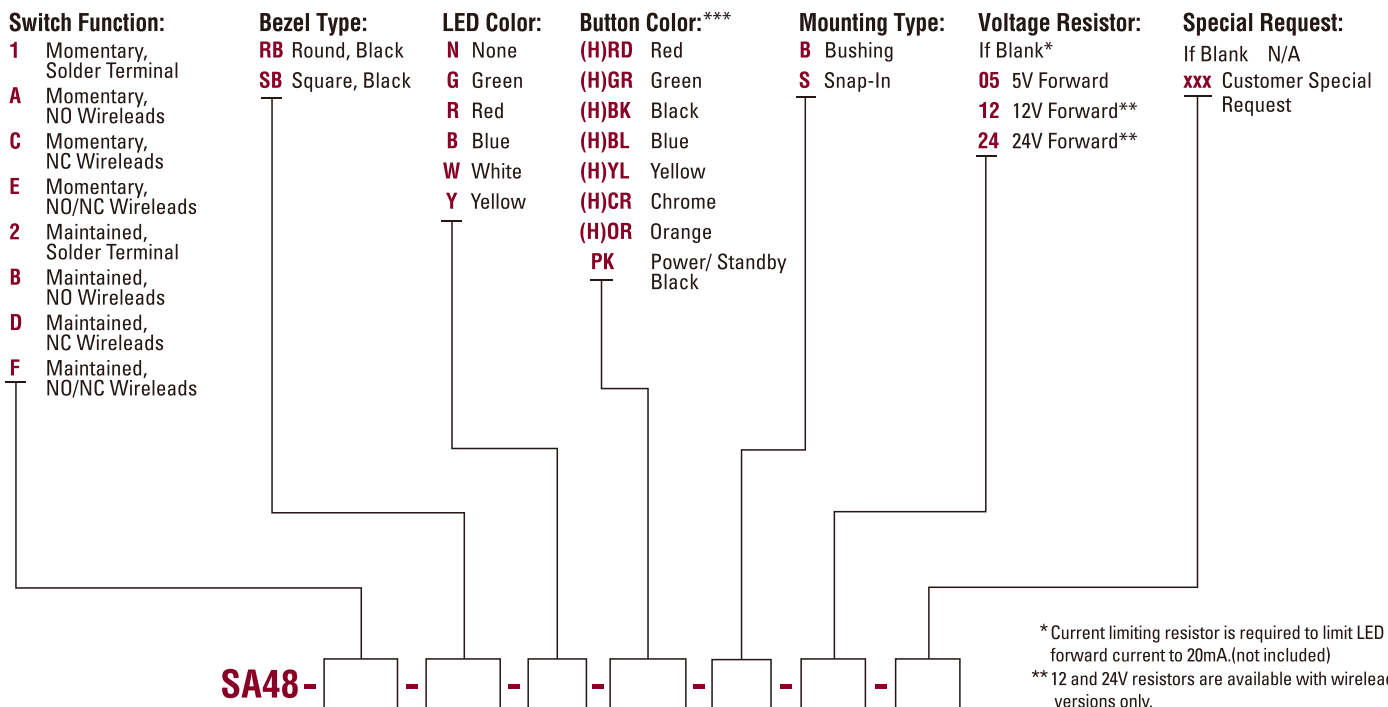 Switch Function:
1 Momentary,
Solder Terminal
A Momentary,
NO Wireleads
C Momentary,
NC Wireleads
E Momentary,
NO/NC Wireleads
2 Maintained,
Solder Terminal
B Maintained,
NO Wireleads
D Maintained,
NC Wireleads
F Maintained,
NO/NC Wireleads
Bezel Type:
RB Round, Black
SB Square, Black
LED Color:
N None
G Green
R Red
B Blue
W White
Y Yellow
Button Color:***
(H)RD Red
(H)GR Green
(H)BK Black
(H)BL Blue
(H)YL Yellow
(H)CR Chrome
(H)OR Orange
PK Power/ Standby
Black
Mounting Type:
B Bushing
S Snap-In
Voltage Resistor:
If Blank*
05 5V Forward
12 12V Forward**
24 24V Forward**
Special Request:
If Blank N/A
xxx Customer Special
Request
SA48- - - - - - -
* Current limiting resistor is required to limit LED
forward current to 20mA.(not included)
** 12 and 24V resistors are available with wirelead
versions only.